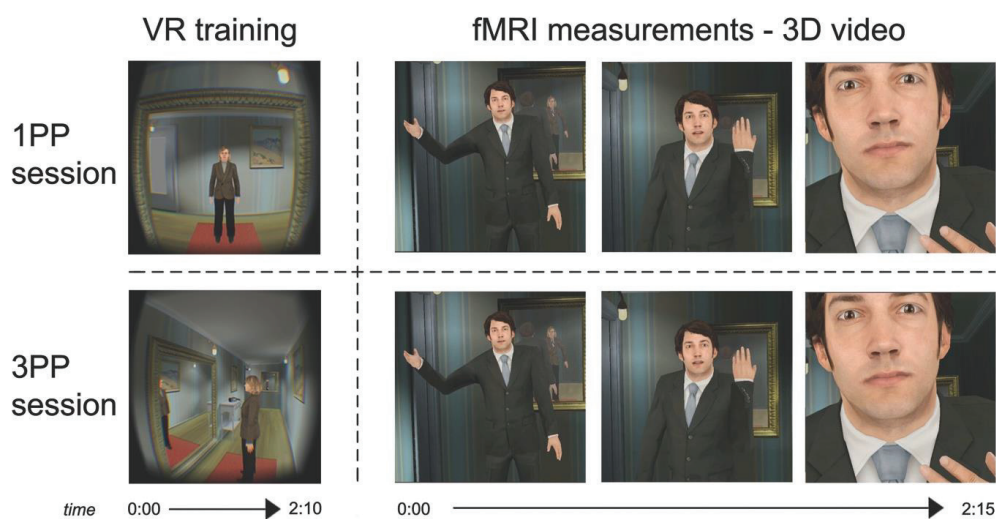 VR training
fMRI measurements - 3D video
1PP
session
3PP
session
time
0:00
2:10
0:00
2:15